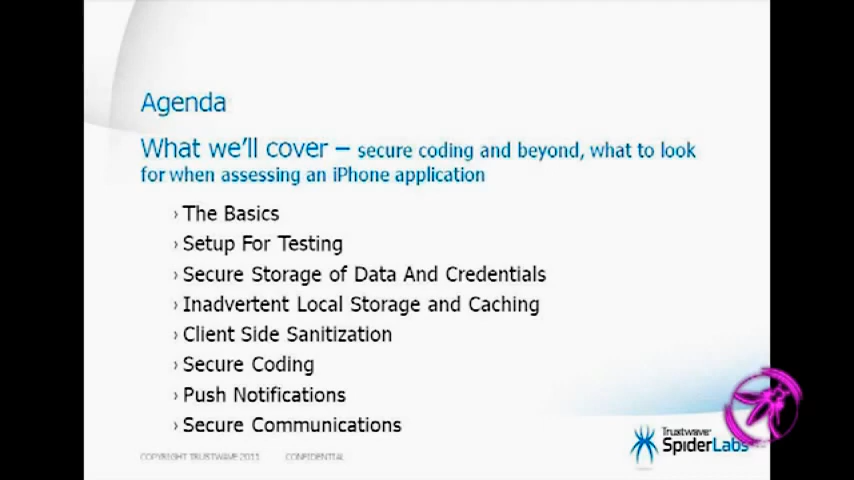 Agenda
What we'll cover – secure coding and beyond, what to look
for when assessing an iPhone application
› The Basics
› Setup For Testing
› Secure Storage of Data And Credentials
› Inadvertent Local Storage and Caching
› Client Side Sanitization
› Secure Coding
› Push Notifications
› Secure Communications
COPYRIGHT TRUSTWAVE 2011 CONFIDENTIAL
Trustwave®
SpiderLabs